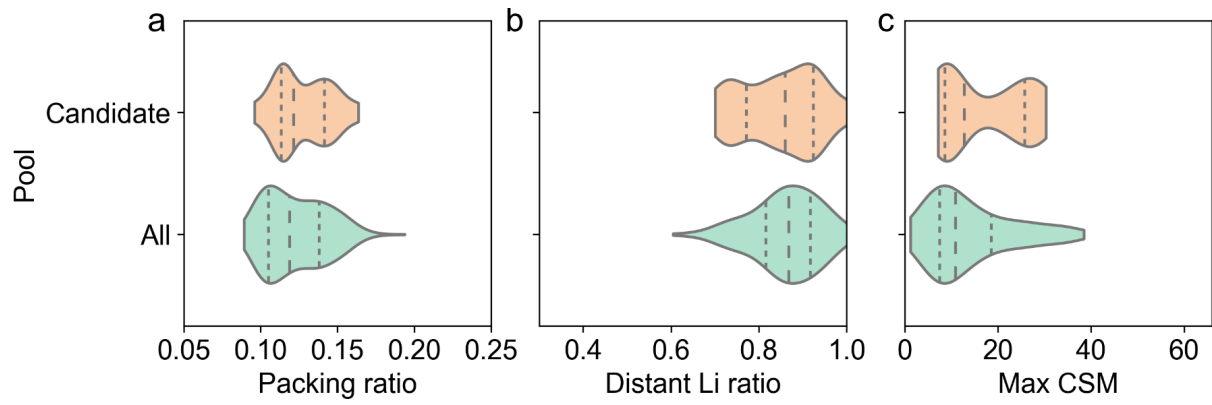 a
b
c
Pool
Candidate
All
0.05 0.10 0.15 0.20 0.25
Packing ratio
0.4 0.6 0.8 1.0
Distant Li ratio
0 20 40 60
Max CSM